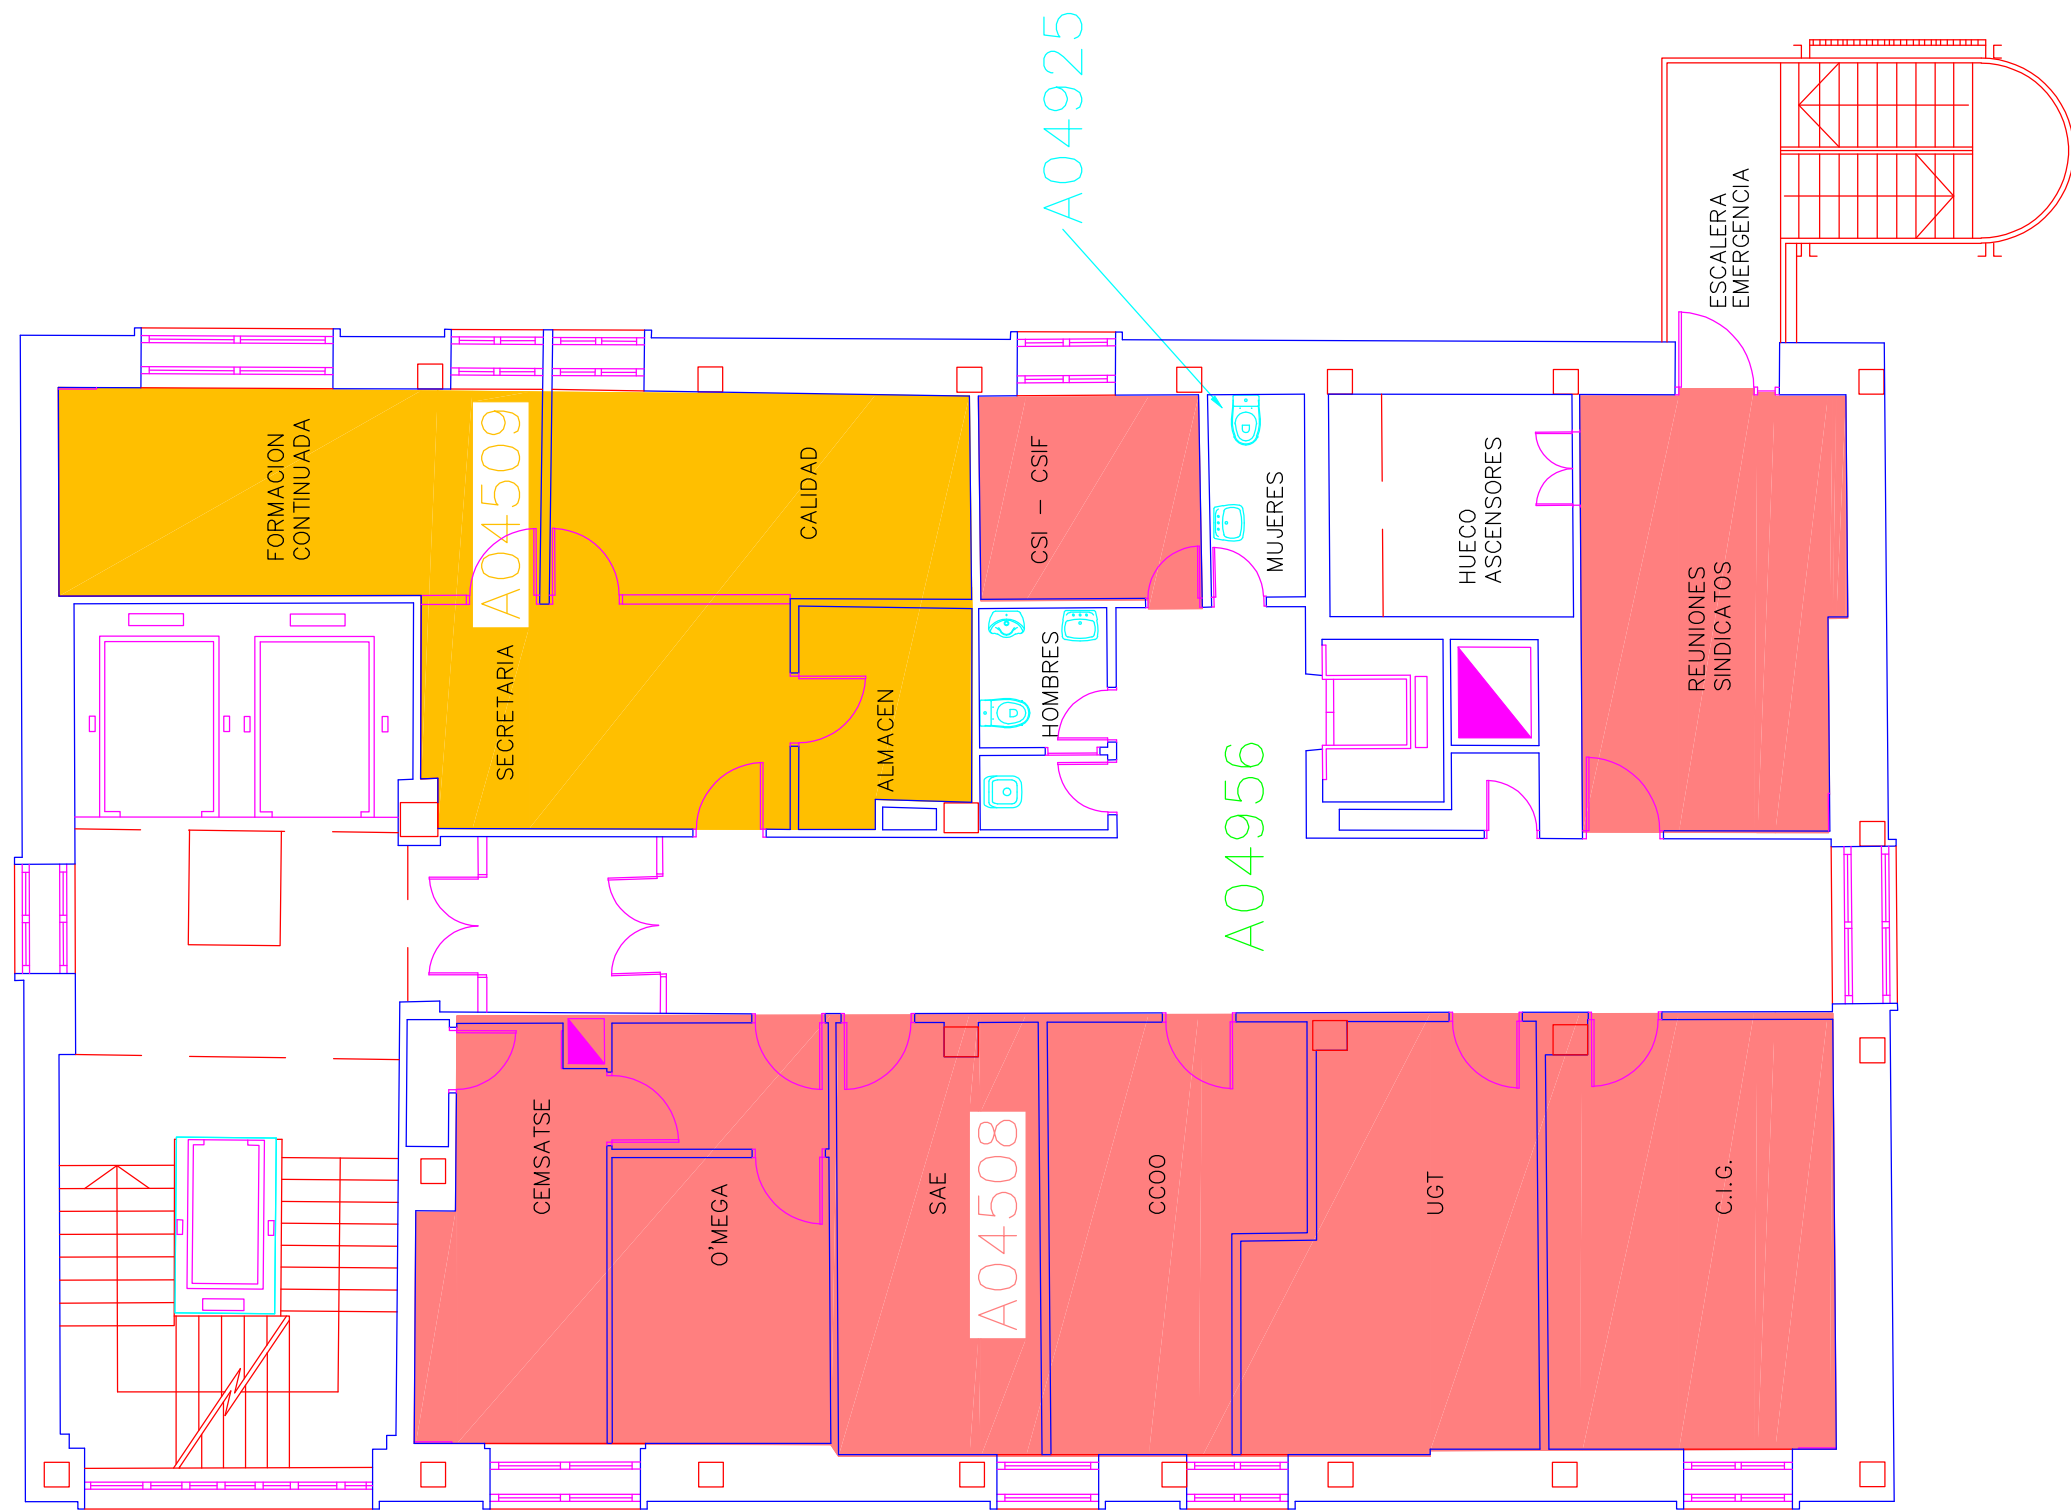 A04925
ESCALERA
EMERGENCIA
FORMACION
CONTINUADA
A04509
CALIDAD
CSI - CSIF
MUJERES
HUECO
ASCENSORES
REUNIONES
SINDICATOS
SECRETARIA
ALMACEN
HOMBRES
A04956
CEMSATSE
O'MEGA
SAE
A04508
CCOO
UGT
C.I.G.